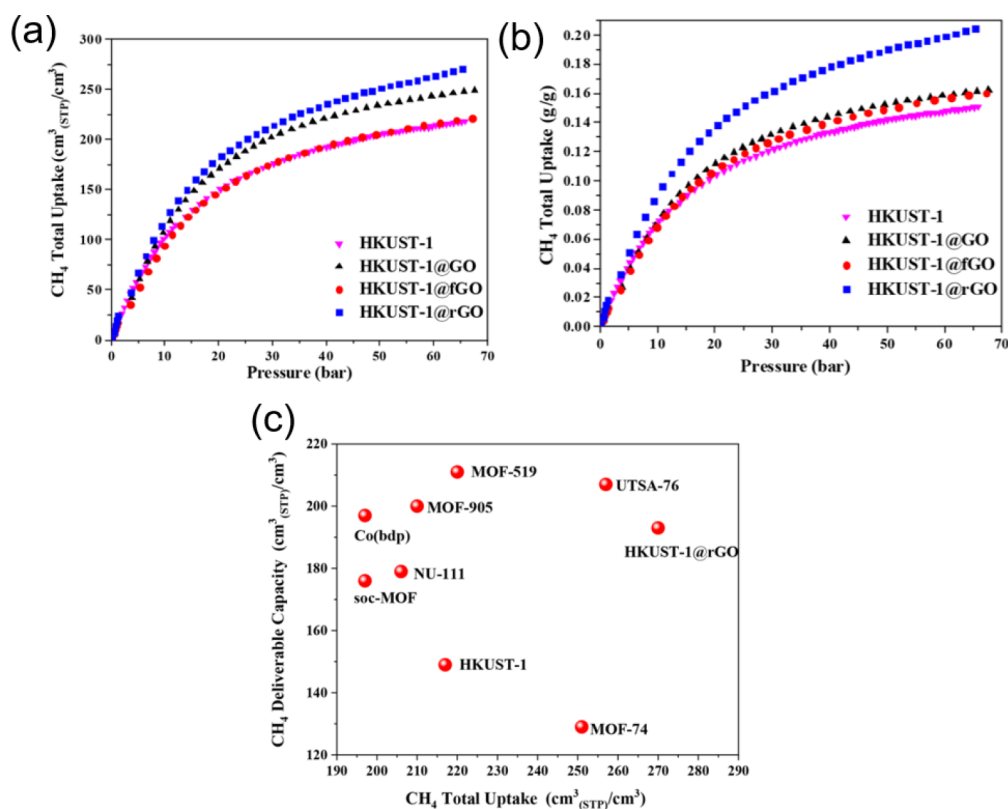 (a)
CH4 Total Uptake (cm3(STP)/cm3)
300
250
200
150
100
50
0
HKUST-1
HKUST-1@GO
HKUST-1@fGO
HKUST-1@rGO
0 10 20 30 40 50 60 70
Pressure (bar)
(b)
CH4 Total Uptake (g/g)
0.20
0.18
0.16
0.14
0.12
0.10
0.08
0.06
0.04
0.02
0.00
HKUST-1
HKUST-1@GO
HKUST-1@fGO
HKUST-1@rGO
0 10 20 30 40 50 60 70
Pressure (bar)
(c)
CH4 Deliverable Capacity (cm3(STP)/cm3)
220
200
180
160
140
120
MOF-519
UTSA-76
MOF-905
Co(bdp)
HKUST-1@rGO
NU-111
soc-MOF
HKUST-1
MOF-74
190 200 210 220 230 240 250 260 270 280 290
CH4 Total Uptake (cm3(STP)/cm3)